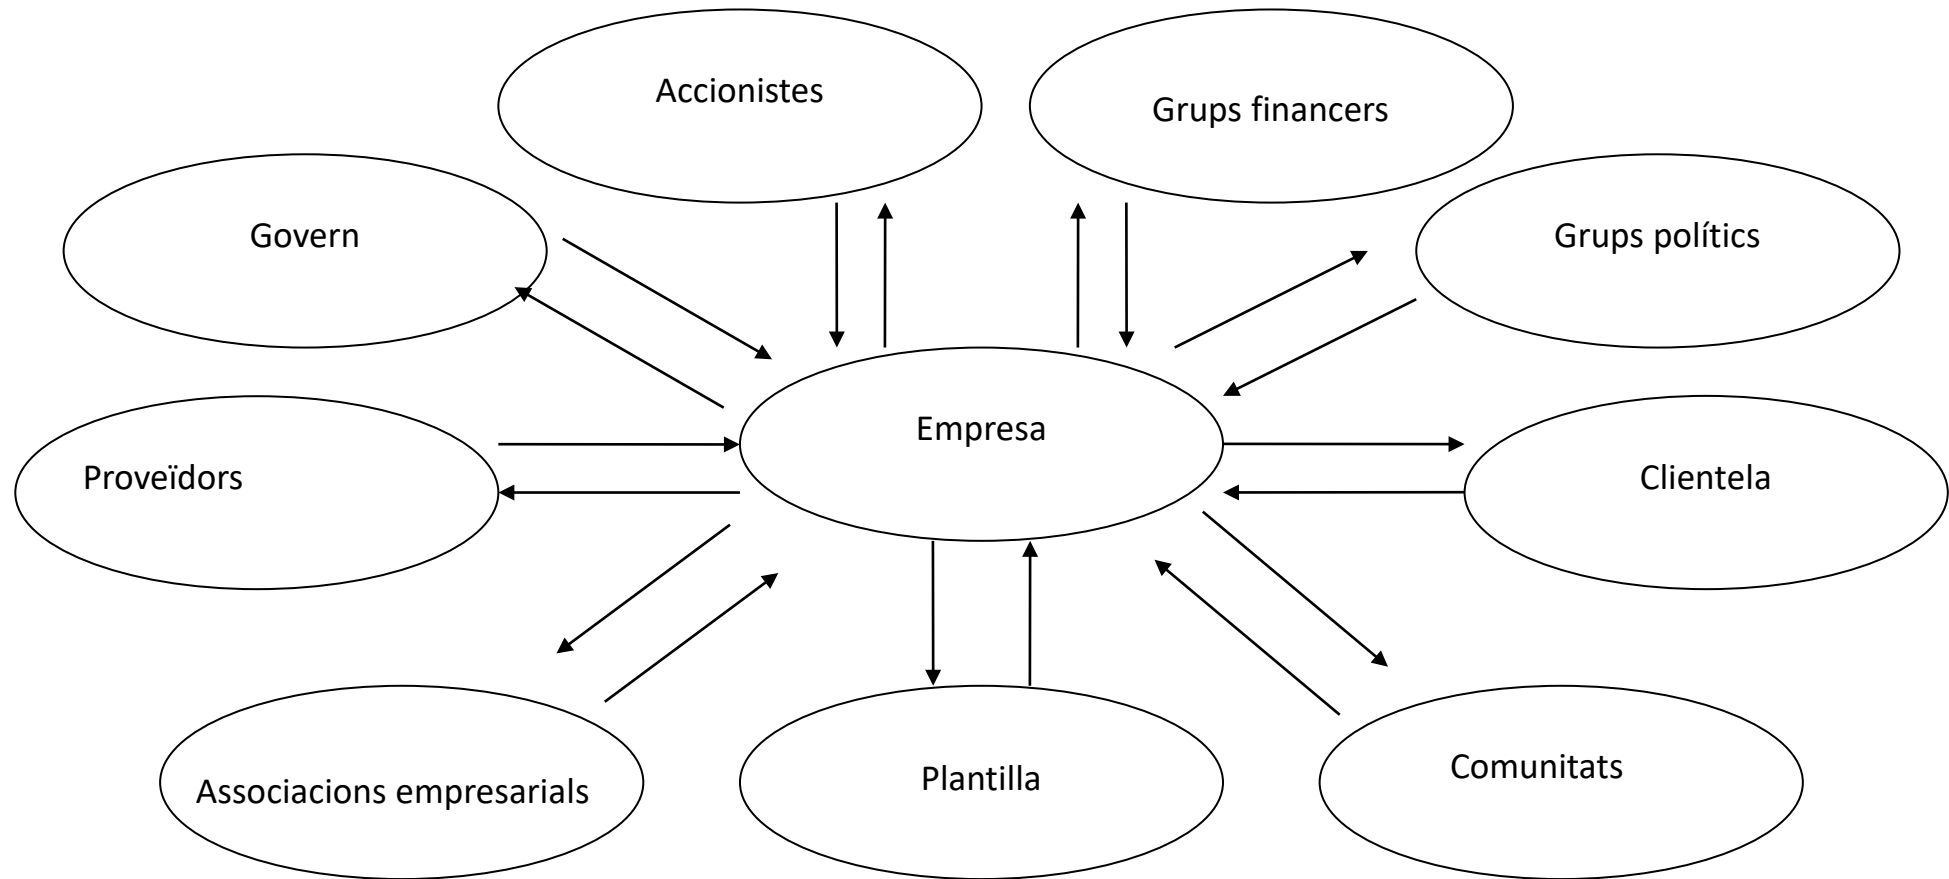 Accionistes
Grups financers
Govern
Grups polítics
Empresa
Proveïdors
Clientela
Associacions empresarials
Plantilla
Comunitats